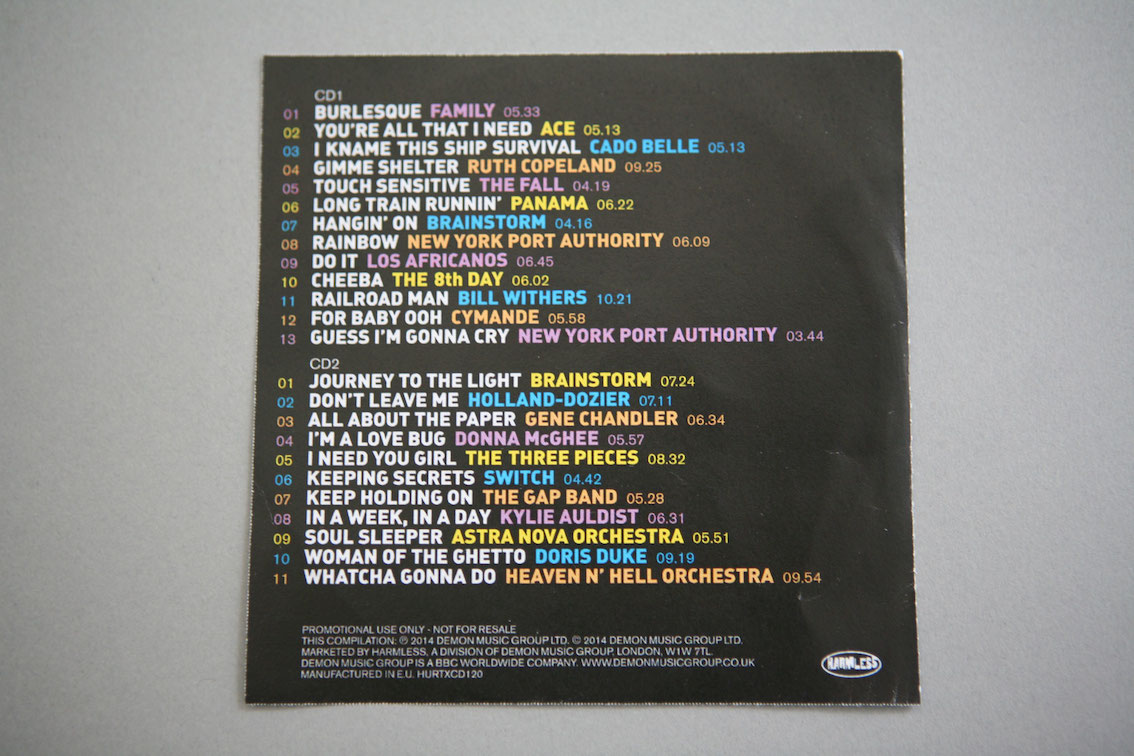 CD1
01 BURLESQUE FAMILY 05.33
02 YOU'RE ALL THAT I NEED ACE 05.13
03 I KNAME THIS SHIP SURVIVAL CADO BELLE 05.13
04 GIMME SHELTER RUTH COPELAND 09.25
05 TOUCH SENSITIVE THE FALL 04.19
06 LONG TRAIN RUNNIN' PANAMA 06.22
07 HANGIN' ON BRAINSTORM 04.16
08 RAINBOW NEW YORK PORT AUTHORITY 06.09
09 DO IT LOS AFRICANOS 06.45
10 CHEEBA THE 8th DAY 06.02
11 RAILROAD MAN BILL WITHERS 10.21
12 FOR BABY OOH CYMANDE 05.58
13 GUESS I'M GONNA CRY NEW YORK PORT AUTHORITY 03.44
CD2
01 JOURNEY TO THE LIGHT BRAINSTORM 07.24
02 DON'T LEAVE ME HOLLAND-DOZIER 07.11
03 ALL ABOUT THE PAPER GENE CHANDLER 06.34
04 I'M A LOVE BUG DONNA McGHEE 05.57
05 I NEED YOU GIRL THE THREE PIECES 08.32
06 KEEPING SECRETS SWITCH 04.42
07 KEEP HOLDING ON THE GAP BAND 05.28
08 IN A WEEK, IN A DAY KYLIE AULDIST 06.31
09 SOUL SLEEPER ASTRA NOVA ORCHESTRA 05.51
10 WOMAN OF THE GHETTO DORIS DUKE 09.19
11 WHATCHA GONNA DO HEAVEN N' HELL ORCHESTRA 09.54
PROMOTIONAL USE ONLY - NOT FOR RESALE
THIS COMPILATION: ℗ 2014 DEMON MUSIC GROUP LTD. © 2014 DEMON MUSIC GROUP LTD.
MARKETED BY HARMLESS, A DIVISION OF DEMON MUSIC GROUP, LONDON, W1W 7TL.
DEMON MUSIC GROUP IS A BBC WORLDWIDE COMPANY. WWW.DEMONMUSICGROUP.CO.UK
MANUFACTURED IN E.U. HURTXCD120
HARMLESS